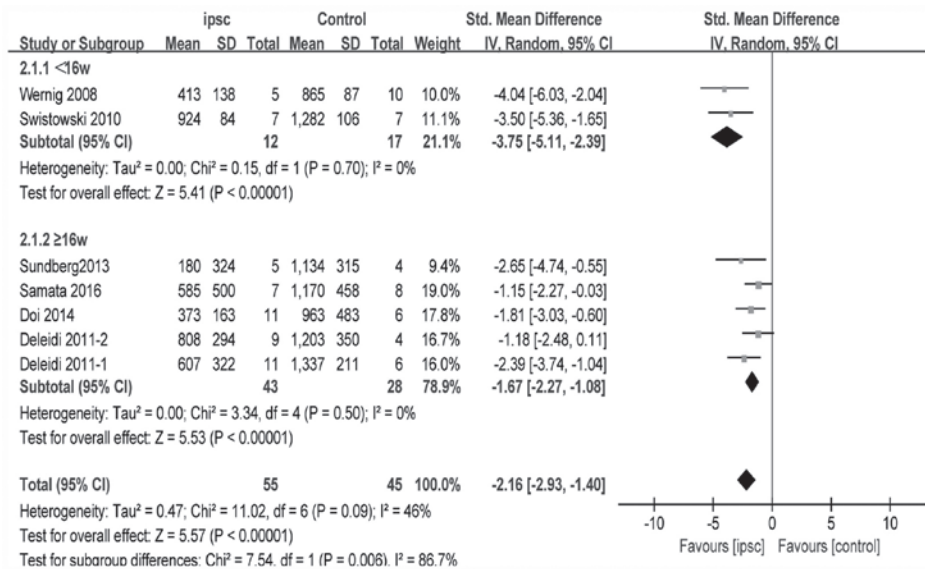 ipsc Control Std. Mean Difference Std. Mean Difference
Study or Subgroup Mean SD Total Mean SD Total Weight IV, Random, 95% CI IV, Random, 95% CI
2.1.1 <16w
Wernig 2008 413 138 5 865 87 10 10.0% -4.04 [-6.03, -2.04)
Swistowski 2010 924 84 7 1,282 106 7 11.1% -3.50 [-5.36, -1.65)
Subtotal (95% CI) 12 17 21.1% -3.75 [-5.11, -2.39]
Heterogeneity: Tau² = 0.00; Chi² = 0.15, df = 1 (P = 0.70); I² = 0%
Test for overall effect: Z = 5.41 (P < 0.00001)
2.1.2 ≥16w
Sundberg2013 180 324 5 1,134 315 4 9.4% -2.65 [-4.74, -0.55)
Samata 2016 585 500 7 1,170 458 8 19.0% -1.15 [-2.27, -0.03)
Doi 2014 373 163 11 963 483 6 17.8% -1.81 [-3.03, -0.60]
Deleidi 2011-2 808 294 9 1,203 350 4 16.7% -1.18 [-2.48, 0.11]
Deleidi 2011-1 607 322 11 1,337 211 6 16.0% -2.39 [-3.74, -1.04]
Subtotal (95% CI) 43 28 78.9% -1.67 [-2.27, -1.08]
Heterogeneity: Tau² = 0.00; Chi² = 3.34, df = 4 (P = 0.50); I² = 0%
Test for overall effect: Z = 5.53 (P < 0.00001)
Total (95% CI) 55 45 100.0% -2.16 [-2.93, -1.40]
Heterogeneity: Tau² = 0.47; Chi² = 11.02, df = 6 (P = 0.09); I² = 46%
Test for overall effect: Z = 5.57 (P < 0.00001)
Test for subgroup differences: Chi² = 7.54, df = 1 (P = 0.006), I² = 86.7%
-10 -5 0 5 10
Favours [ipsc] Favours [control]